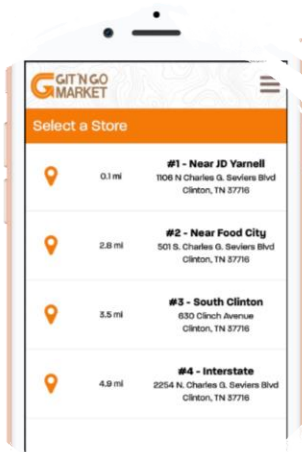 GIT'N GO
MARKET
Select a Store
0.1 mi
#1 - Near JD Yarnell
1106 N Charles G. Seviers Blvd
Clinton, TN 37716
2.8 mi
#2 - Near Food City
501 S. Charles G. Seviers Blvd
Clinton, TN 37716
3.5 mi
#3 - South Clinton
630 Clinch Avenue
Clinton, TN 37716
4.9 mi
#4 - Interstate
2254 N. Charles G. Seviers Blvd
Clinton, TN 37716